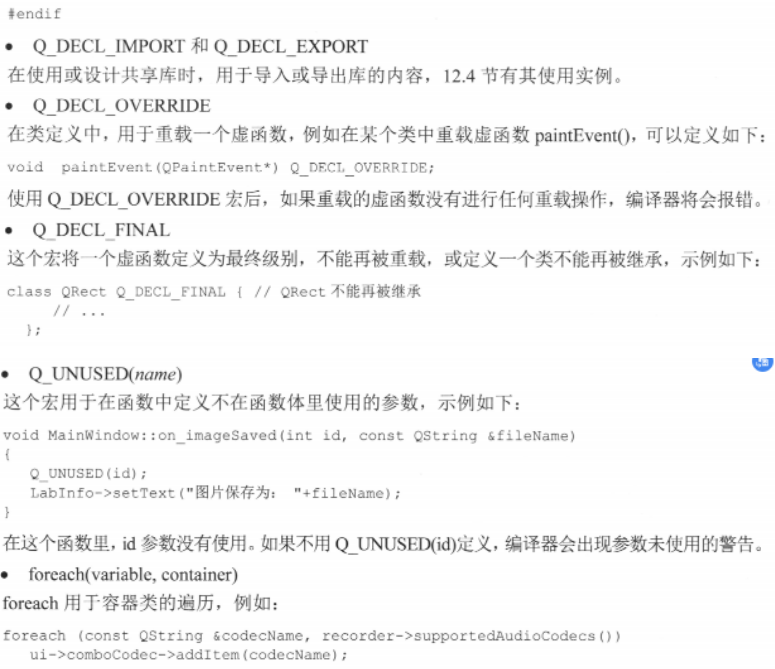 #endif
• Q_DECL_IMPORT 和 Q_DECL_EXPORT
在使用或设计共享库时，用于导入或导出库的内容，12.4 节有其使用实例。
• Q_DECL_OVERRIDE
在类定义中，用于重载一个虚函数，例如在某个类中重载虚函数 paintEvent()，可以定义如下：
void paintEvent(QPaintEvent*) Q_DECL_OVERRIDE;
使用 Q_DECL_OVERRIDE 宏后，如果重载的虚函数没有进行任何重载操作，编译器将会报错。
• Q_DECL_FINAL
这个宏将一个虚函数定义为最终级别，不能再被重载，或定义一个类不能再被继承，示例如下：
class QRect Q_DECL_FINAL { // QRect 不能再被继承
// ...
};
• Q_UNUSED(name)
这个宏用于在函数中定义不在函数体里使用的参数，示例如下：
void MainWindow::on_imageSaved(int id, const QString &fileName)
{
Q_UNUSED(id);
LabInfo->setText("图片保存为： "+fileName);
}
在这个函数里，id 参数没有使用。如果不用 Q_UNUSED(id)定义，编译器会出现参数未使用的警告。
• foreach(variable, container)
foreach 用于容器类的遍历，例如：
foreach (const QString &codecName, recorder->supportedAudioCodecs())
ui->comboCodec->addItem(codecName);